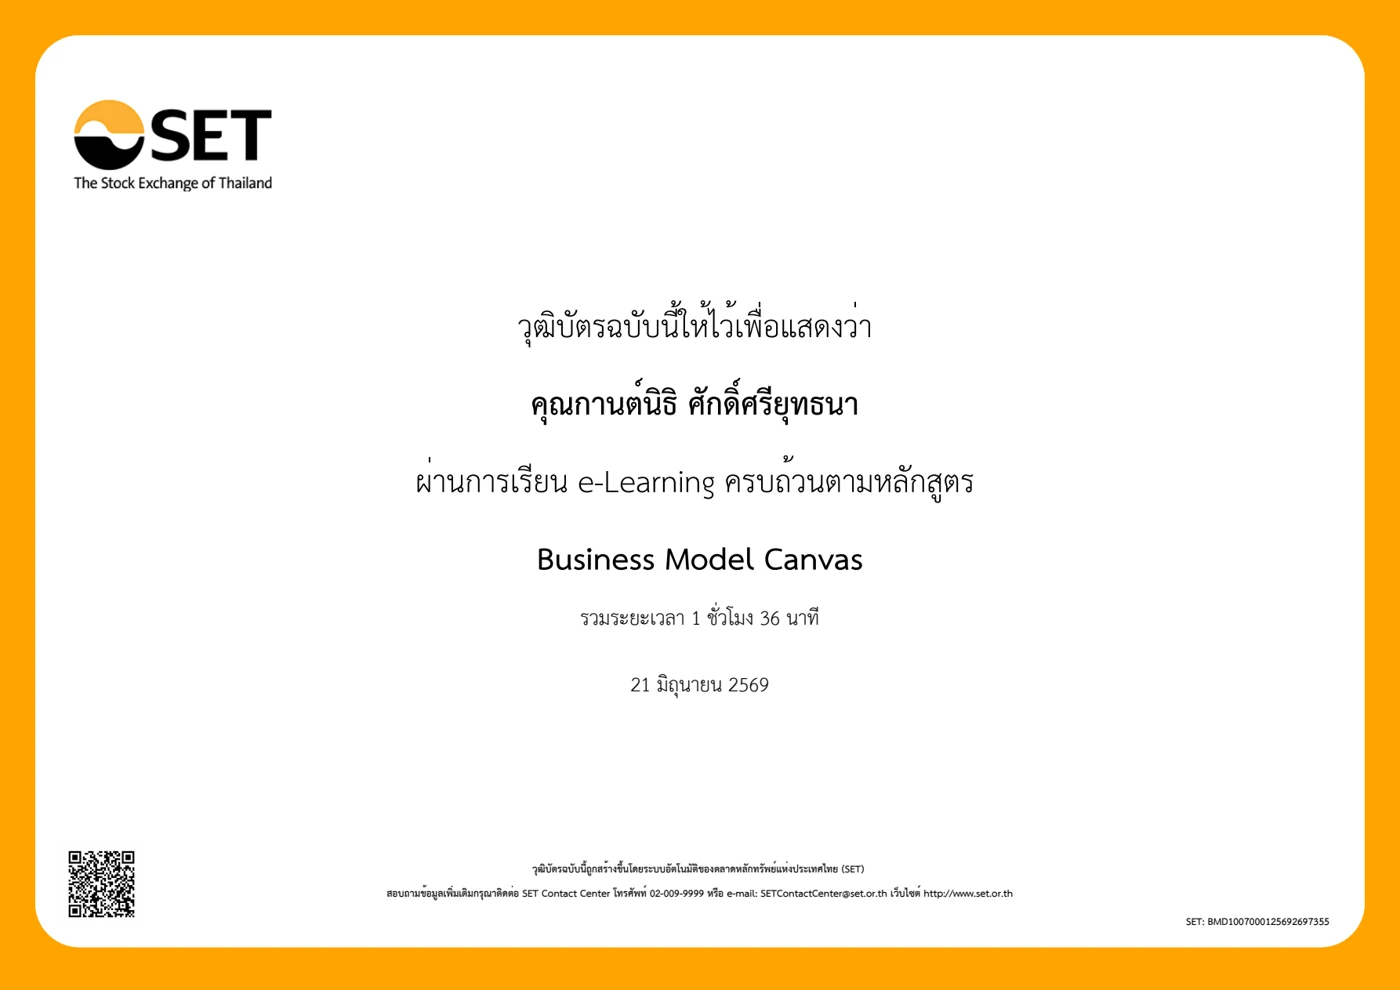 SET
The Stock Exchange of Thailand
วุฒิบัตรฉบับนี้ให้ไว้เพื่อแสดงว่า
คุณกานต์นิธิ ศักดิ์ศรียุทธนา
ผ่านการเรียน e-Learning ครบถ้วนตามหลักสูตร
Business Model Canvas
รวมระยะเวลา 1 ชั่วโมง 36 นาที
21 มิถุนายน 2569
วุฒิบัตรฉบับนี้ถูกสร้างขึ้นโดยระบบอัตโนมัติของตลาดหลักทรัพย์แห่งประเทศไทย (SET)
สอบถามข้อมูลเพิ่มเติมกรุณาติดต่อ SET Contact Center โทรศัพท์ 02-009-9999 หรือ e-mail: SETContactCenter@set.or.th เว็บไซต์ http://www.set.or.th
SET: BMD1007000125692697355